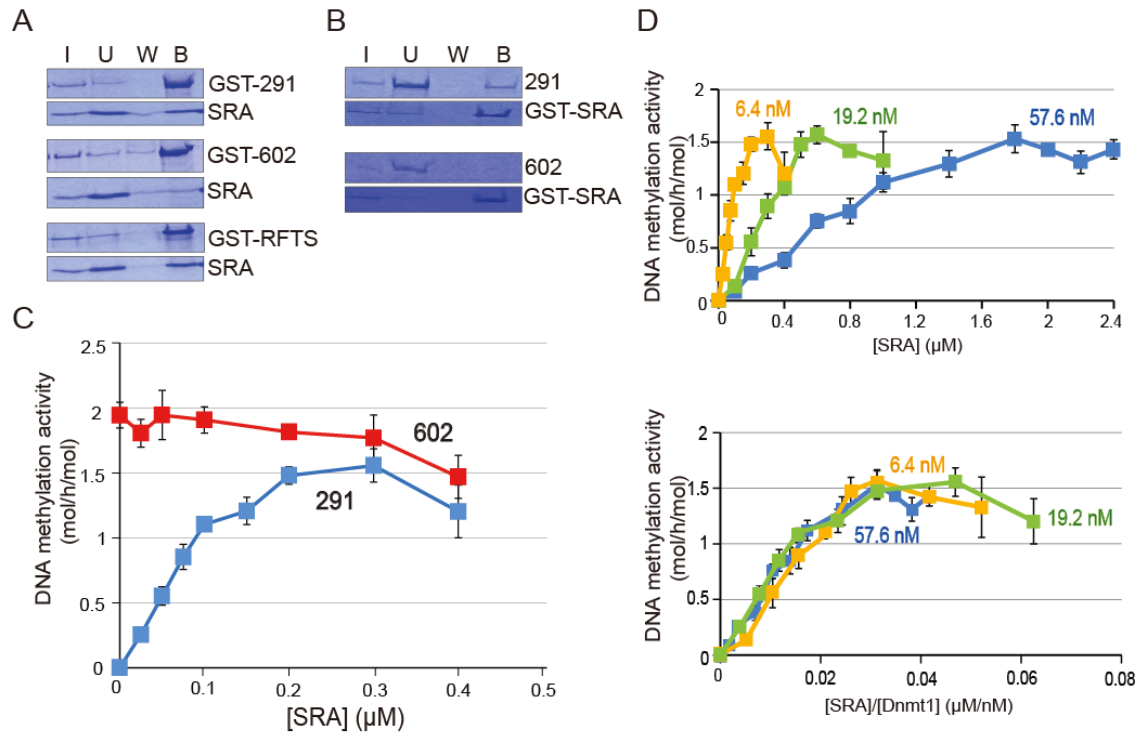 A
I U W B
GST-291
SRA
GST-602
SRA
GST-RFTS
SRA
B
I U W B
291
GST-SRA
602
GST-SRA
C
DNA methylation activity
(mol/h/mol)
2.5
2
1.5
1
0.5
0
602
291
0 0.1 0.2 0.3 0.4 0.5
[SRA] (µM)
D
DNA methylation activity
(mol/h/mol)
2
1.5
1
0.5
0
6.4 nM
19.2 nM
57.6 nM
0 0.4 0.8 1.2 1.6 2 2.4
[SRA] (µM)
DNA methylation activity
(mol/h/mol)
2
1.5
1
0.5
0
6.4 nM
57.6 nM
19.2 nM
0 0.02 0.04 0.06 0.08
[SRA]/[Dnmt1] (µM/nM)